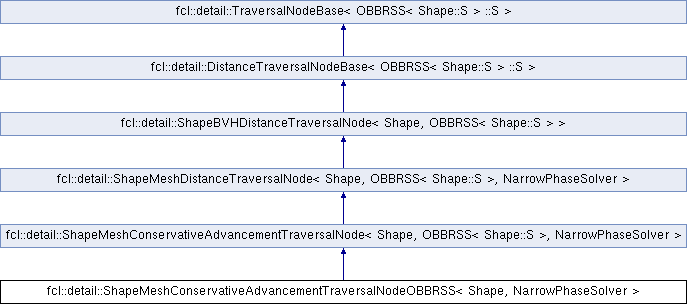 fcl::detail::TraversalNodeBase< OBBRSS< Shape::S > ::S >
fcl::detail::DistanceTraversalNodeBase< OBBRSS< Shape::S > ::S >
fcl::detail::ShapeBVHDistanceTraversalNode< Shape, OBBRSS< Shape::S > >
fcl::detail::ShapeMeshDistanceTraversalNode< Shape, OBBRSS< Shape::S >, NarrowPhaseSolver >
fcl::detail::ShapeMeshConservativeAdvancementTraversalNode< Shape, OBBRSS< Shape::S >, NarrowPhaseSolver >
fcl::detail::ShapeMeshConservativeAdvancementTraversalNodeOBBRSS< Shape, NarrowPhaseSolver >